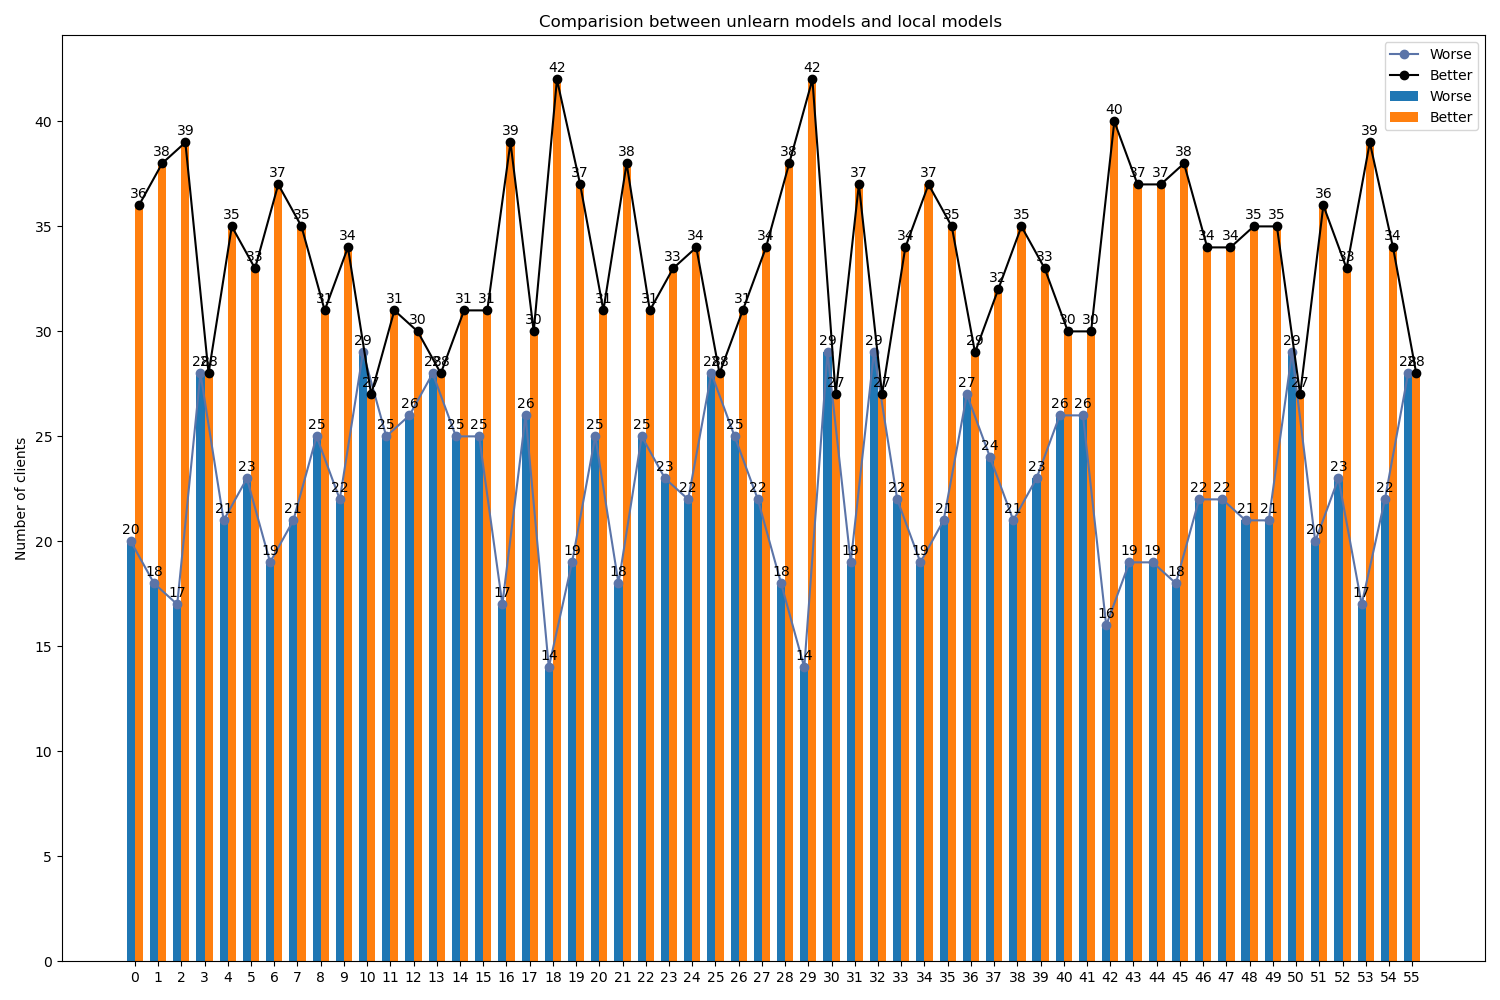 Comparision between unlearn models and local models
Number of clients
Worse
Better
Worse
Better
40
35
30
25
20
15
10
5
0
36 38 39 28 35 33 37 35 31 34 27 31 30 28 31 31 39 30 42 37 31 38 31 33 34 28 31 34 38 42 27 37 27 34 37 35 29 32 35 33 30 30 40 37 37 38 34 34 35 35 27 36 33 39 34 28
20 18 17 28 21 23 19 21 25 22 29 25 26 28 25 25 17 26 14 19 25 18 25 23 22 28 25 22 18 14 29 19 29 22 19 21 27 24 21 23 26 26 16 19 19 18 22 22 21 21 29 20 23 17 22 28
0 1 2 3 4 5 6 7 8 9 10 11 12 13 14 15 16 17 18 19 20 21 22 23 24 25 26 27 28 29 30 31 32 33 34 35 36 37 38 39 40 41 42 43 44 45 46 47 48 49 50 51 52 53 54 55